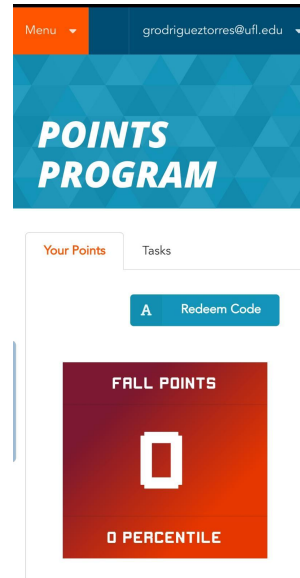 Menu grodrigueztorres@ufl.edu
POINTS
PROGRAM
Your Points Tasks
A Redeem Code
FALL POINTS
0
0 PERCENTILE